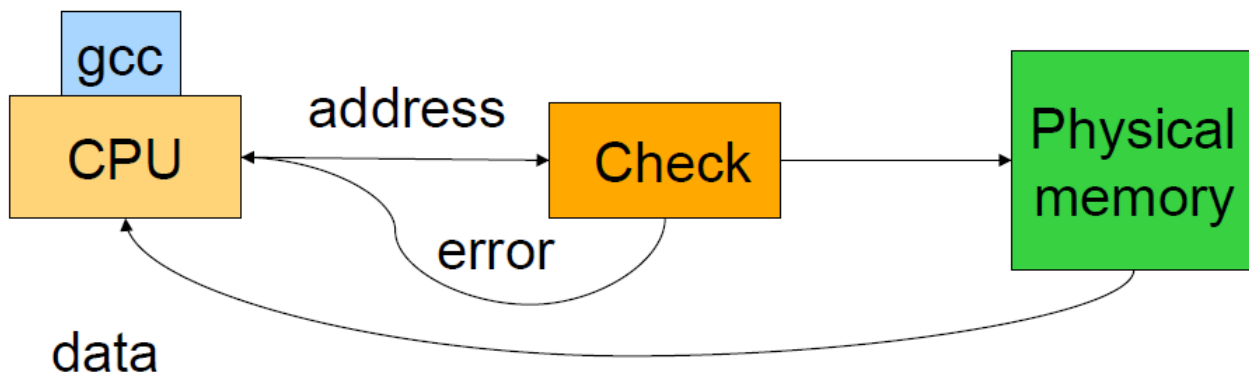 gcc
CPU
address
Check
Physical
memory
error
data